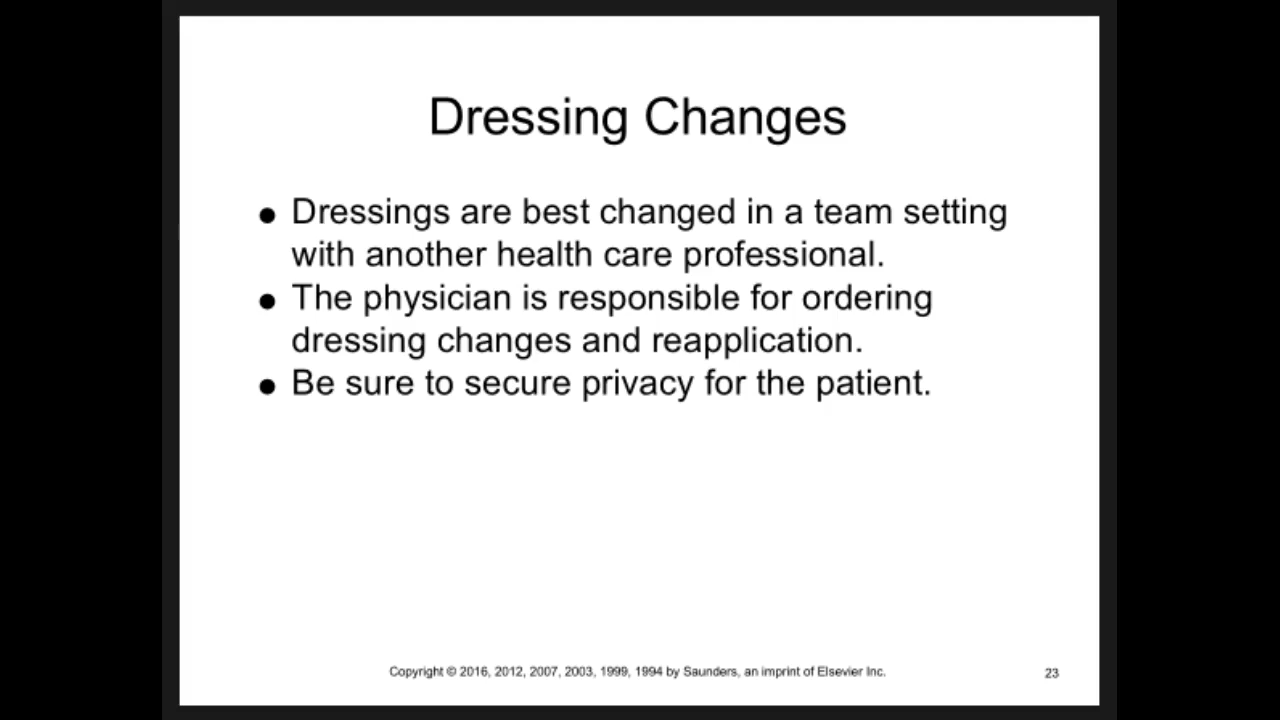 Dressing Changes
● Dressings are best changed in a team setting
with another health care professional.
● The physician is responsible for ordering
dressing changes and reapplication.
● Be sure to secure privacy for the patient.
Copyright © 2016, 2012, 2007, 2003, 1999, 1994 by Saunders, an imprint of Elsevier Inc.
23